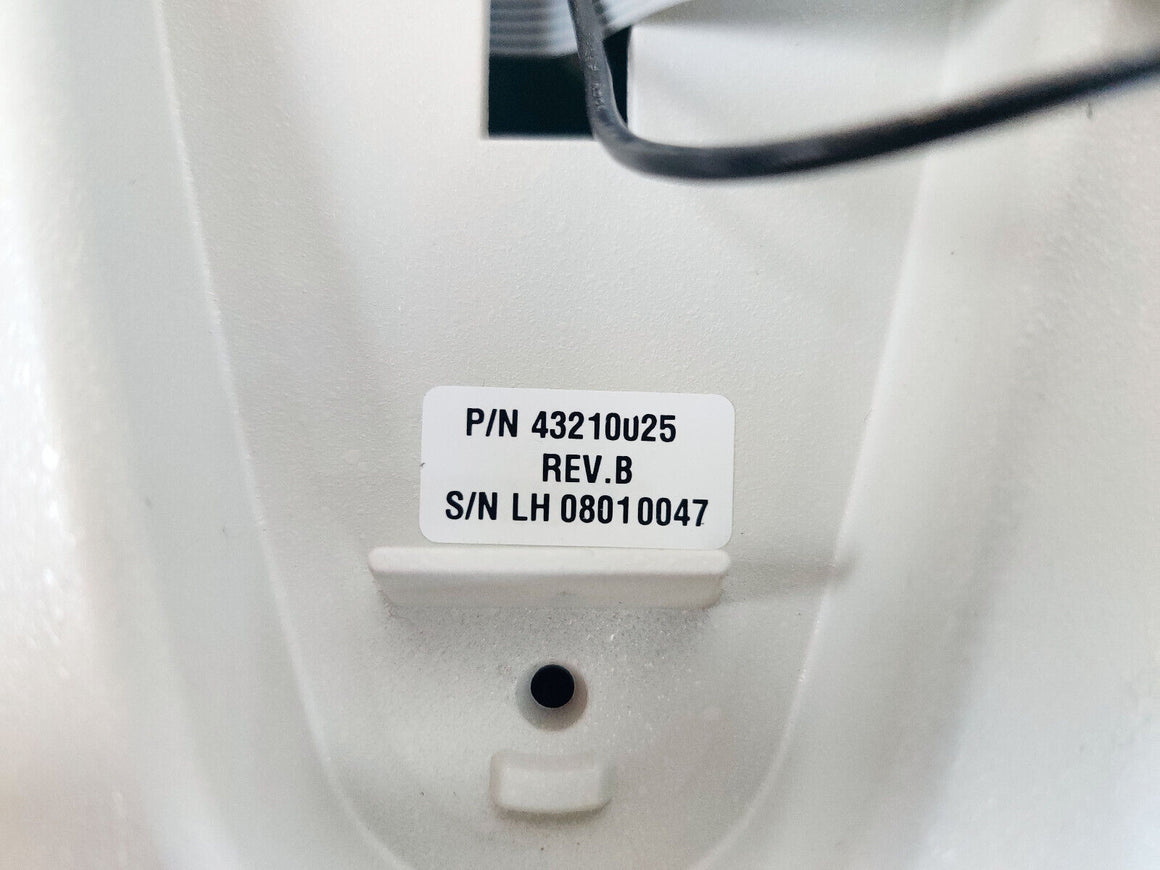 P/N 43210U25
REV.B
S/N LH 08010047